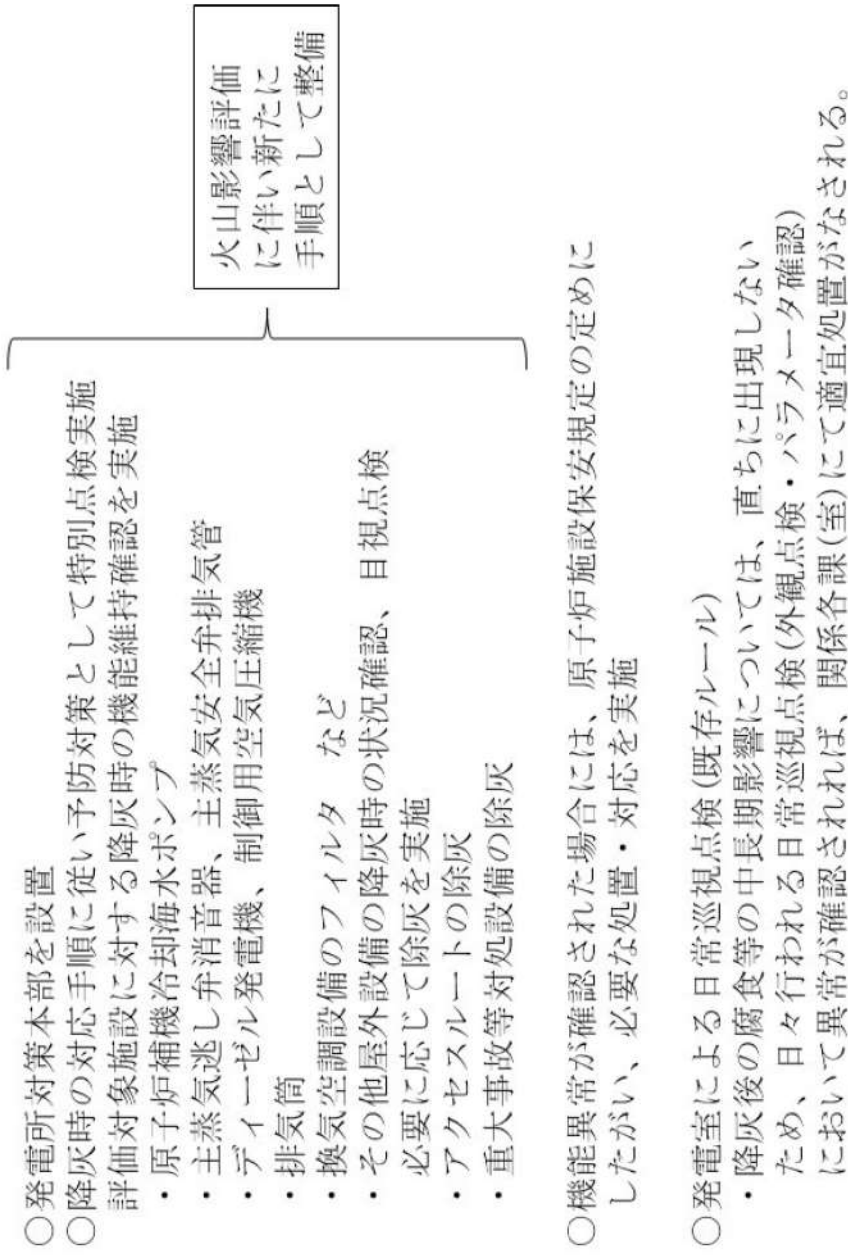 ○発電所対策本部を設置
○降灰時の対応手順に従い予防対策として特別点検実施
評価対象施設に対する降灰時の機能維持確認を実施
・原子炉補機冷却海水ポンプ
・主蒸気逃し弁消音器、主蒸気安全弁排気管
・ディーゼル発電機、制御用空気圧縮機
・排気筒
・換気空調設備のフィルタ　など
・その他屋外設備の降灰時の状況確認、目視点検
必要に応じて除灰を実施
・アクセスルートの除灰
・重大事故等対処設備の除灰
火山影響評価
に伴い新たに
手順として整備
○機能異常が確認された場合には、原子炉施設保安規定の定めに
したがい、必要な処置・対応を実施
○発電室による日常巡視点検(既存ルール)
・降灰後の腐食等の中長期影響については、直ちに出現しない
ため、日々行われる日常巡視点検(外観点検・パラメータ確認)
において異常が確認されれば、関係各課(室)にて適宜処置がなされる。